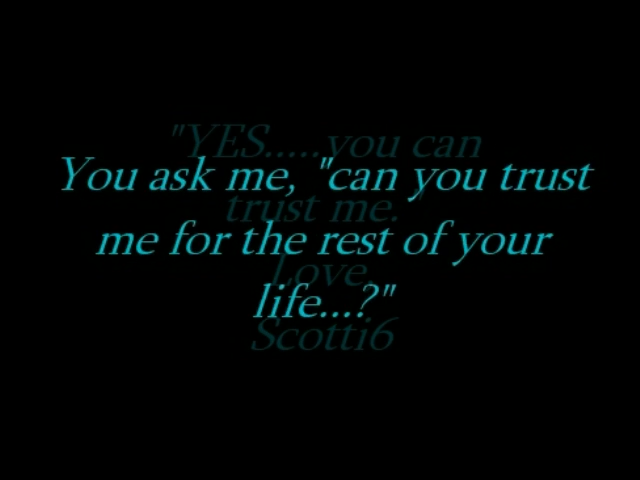 "YES.....you can
You ask me, "can you trust
trust me.
me for the rest of your
Love,
life...?"
Scotti6